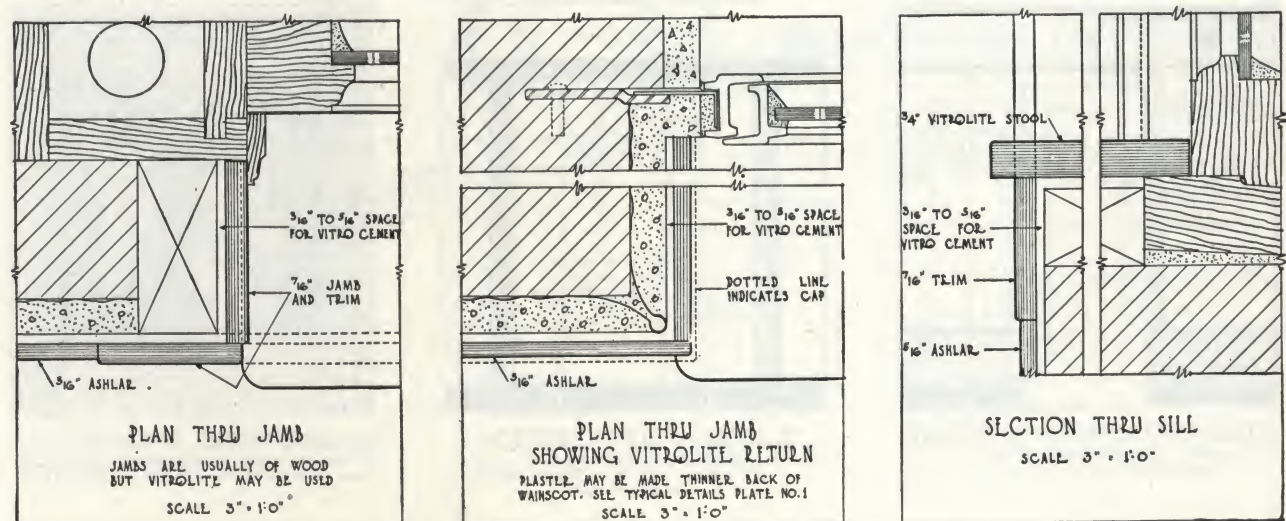 3/16" TO 5/16" SPACE
FOR VITRO CEMENT
7/16" JAMB
AND TRIM
5/16" ASHLAR
PLAN THRU JAMB
JAMBS ARE USUALLY OF WOOD
BUT VITROLITE MAY BE USED
SCALE 3" = 1'-0"
3/16" TO 5/16" SPACE
FOR VITRO CEMENT
DOTTED LINE
INDICATES CAP
5/16" ASHLAR
PLAN THRU JAMB
SHOWING VITROLITE RETURN
PLASTER MAY BE MADE THINNER BACK OF
WAINSCOT. SEE TYPICAL DETAILS PLATE NO.1
SCALE 3" = 1'-0"
3/4" VITROLITE STOOL
3/16" TO 5/16"
SPACE FOR
VITRO CEMENT
7/16" TRIM
5/16" ASHLAR
SECTION THRU SILL
SCALE 3" = 1'-0"